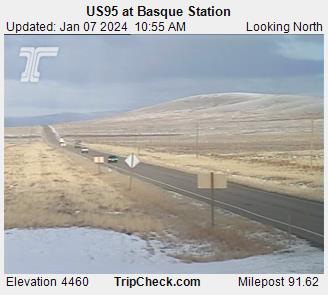 US95 at Basque Station
Updated: Jan 07 2024 10:55 AM Looking North
Elevation 4460 TripCheck.com Milepost 91.62